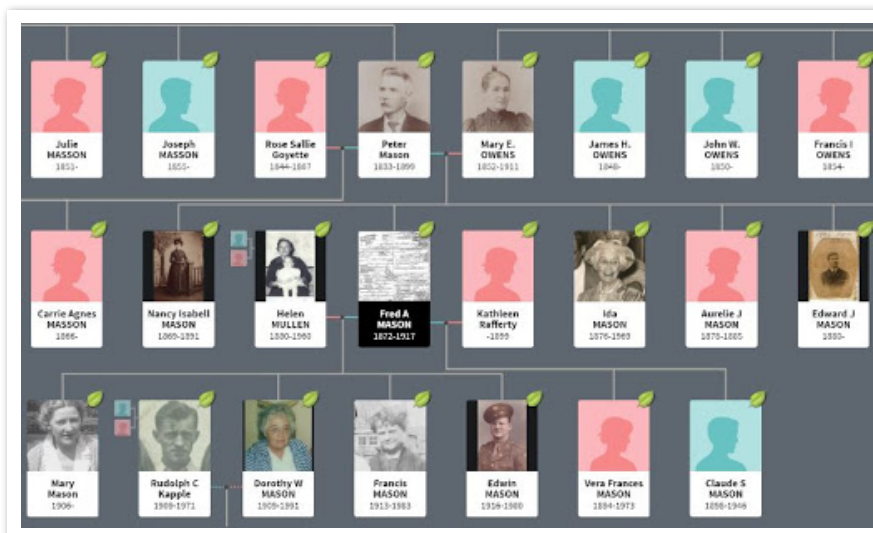 Julie
MASSON
1851-
Joseph
MASSON
1855-
Rose Sallie
Goyette
1844-1867
Peter
Mason
1833-1899
Mary E.
OWENS
1852-1911
James H.
OWENS
1848-
John W.
OWENS
1850-
Francis I
OWENS
1854-
Carrie Agnes
MASSON
1866-
Nancy Isabell
MASON
1869-1891
Helen
MULLEN
1880-1960
Fred A
MASON
1872-1917
Kathleen
Rafferty
-1899
Ida
MASON
1876-1969
Aurelie J
MASON
1878-1885
Edward J
MASON
1880-
Mary
Mason
1906-
Rudolph C
Kapple
1909-1971
Dorothy W
MASON
1909-1991
Francis
MASON
1913-1983
Edwin
MASON
1916-1980
Vera Frances
MASON
1894-1973
Claude S
MASON
1896-1946